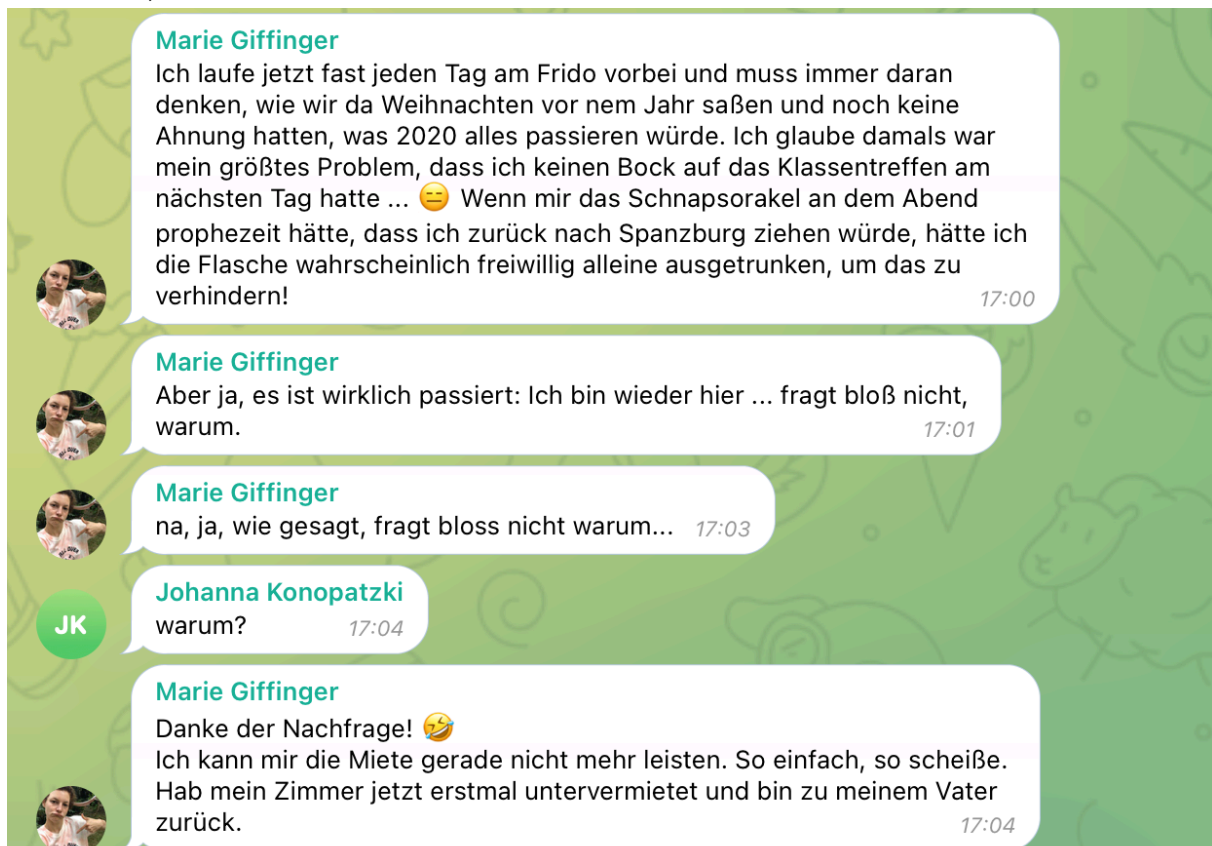 Marie Giffinger
Ich laufe jetzt fast jeden Tag am Frido vorbei und muss immer daran
denken, wie wir da Weihnachten vor nem Jahr saßen und noch keine
Ahnung hatten, was 2020 alles passieren würde. Ich glaube damals war
mein größtes Problem, dass ich keinen Bock auf das Klassentreffen am
nächsten Tag hatte ... 😑 Wenn mir das Schnapsorakel an dem Abend
prophezeit hätte, dass ich zurück nach Spanzburg ziehen würde, hätte ich
die Flasche wahrscheinlich freiwillig alleine ausgetrunken, um das zu
verhindern! 17:00
Marie Giffinger
Aber ja, es ist wirklich passiert: Ich bin wieder hier ... fragt bloß nicht,
warum. 17:01
Marie Giffinger
na, ja, wie gesagt, fragt bloss nicht warum... 17:03
JK
Johanna Konopatzki
warum? 17:04
Marie Giffinger
Danke der Nachfrage! 🤣
Ich kann mir die Miete gerade nicht mehr leisten. So einfach, so scheiße.
Hab mein Zimmer jetzt erstmal untervermietet und bin zu meinem Vater
zurück. 17:04